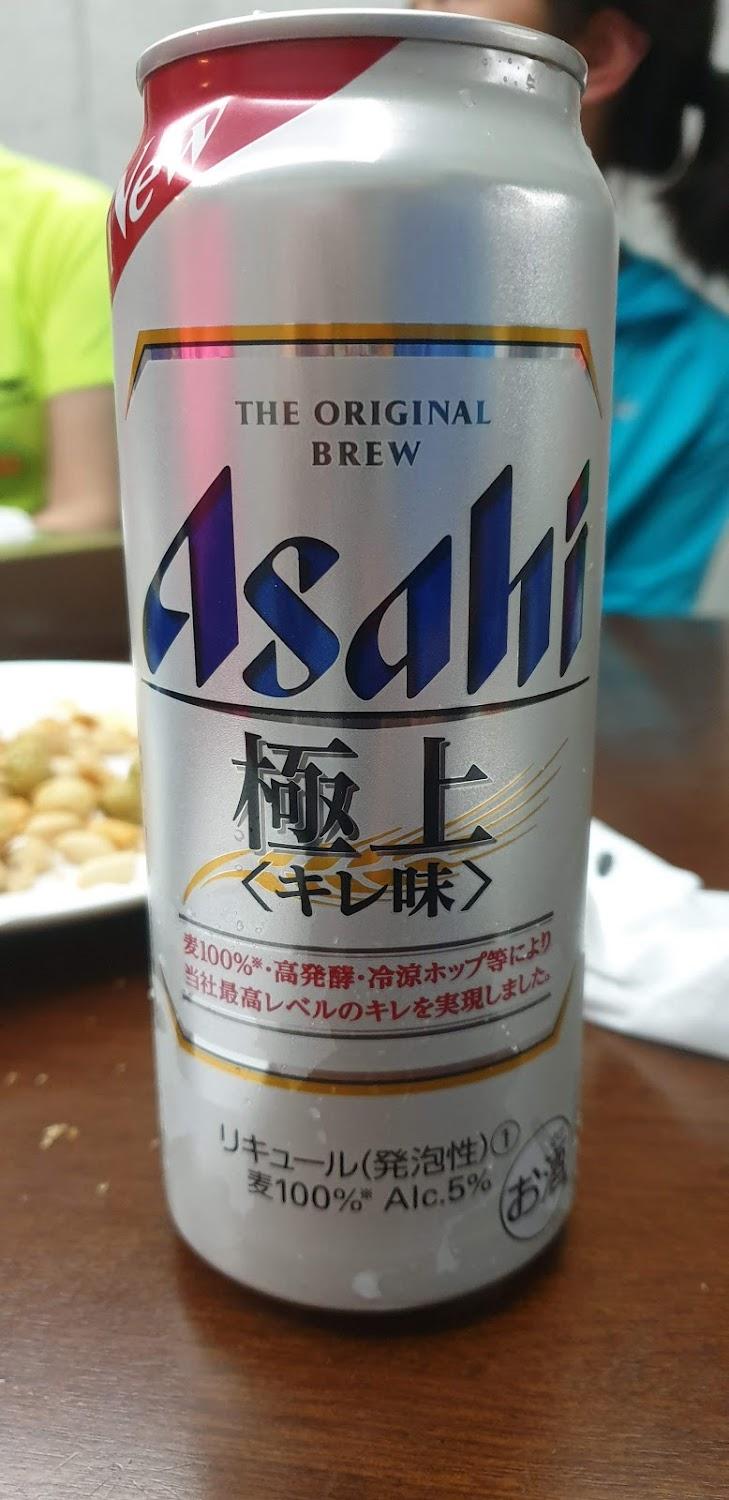 New
THE ORIGINAL
BREW
Asahi
極上
〈キレ味〉
麦100%※・高発酵・冷涼ホップ等により
当社最高レベルのキレを実現しました。
リキュール(発泡性)①
麦100%※ Alc.5%
お酒